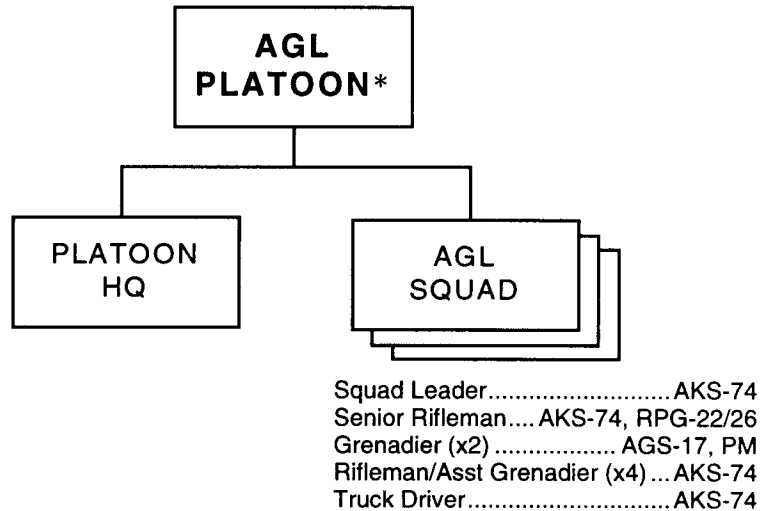 AGL
PLATOON*
PLATOON
HQ
AGL
SQUAD
Squad Leader........................... AKS-74
Senior Rifleman.... AKS-74, RPG-22/26
Grenadier (x2) .................. AGS-17, PM
Rifleman/Asst Grenadier (x4) ... AKS-74
Truck Driver.............................. AKS-74